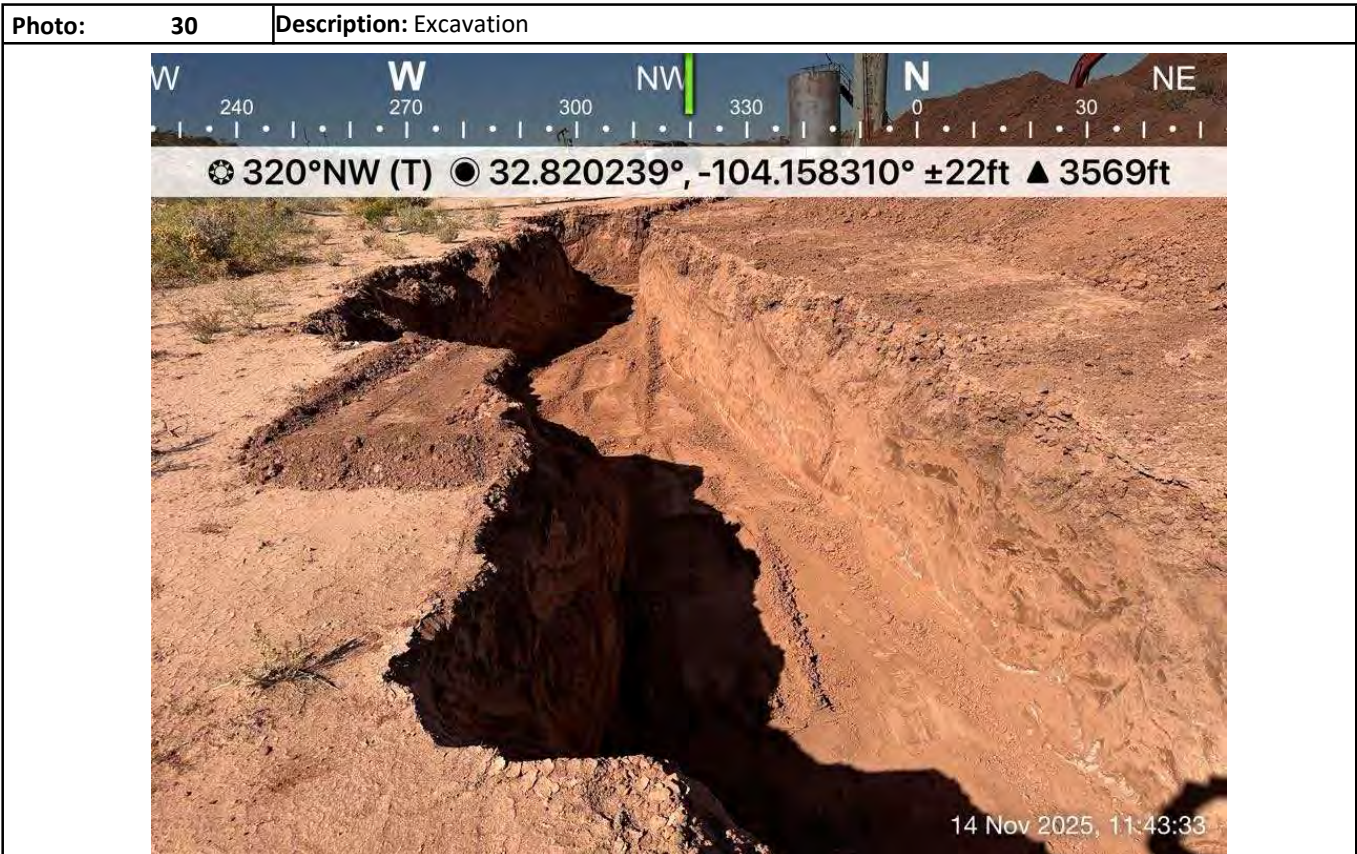 Photo: 30 Description: Excavation
W W NW N NE
240 270 300 330 0 30
320°NW (T) 32.820239°, -104.158310° ±22ft ▲ 3569ft
14 Nov 2025, 11:43:33